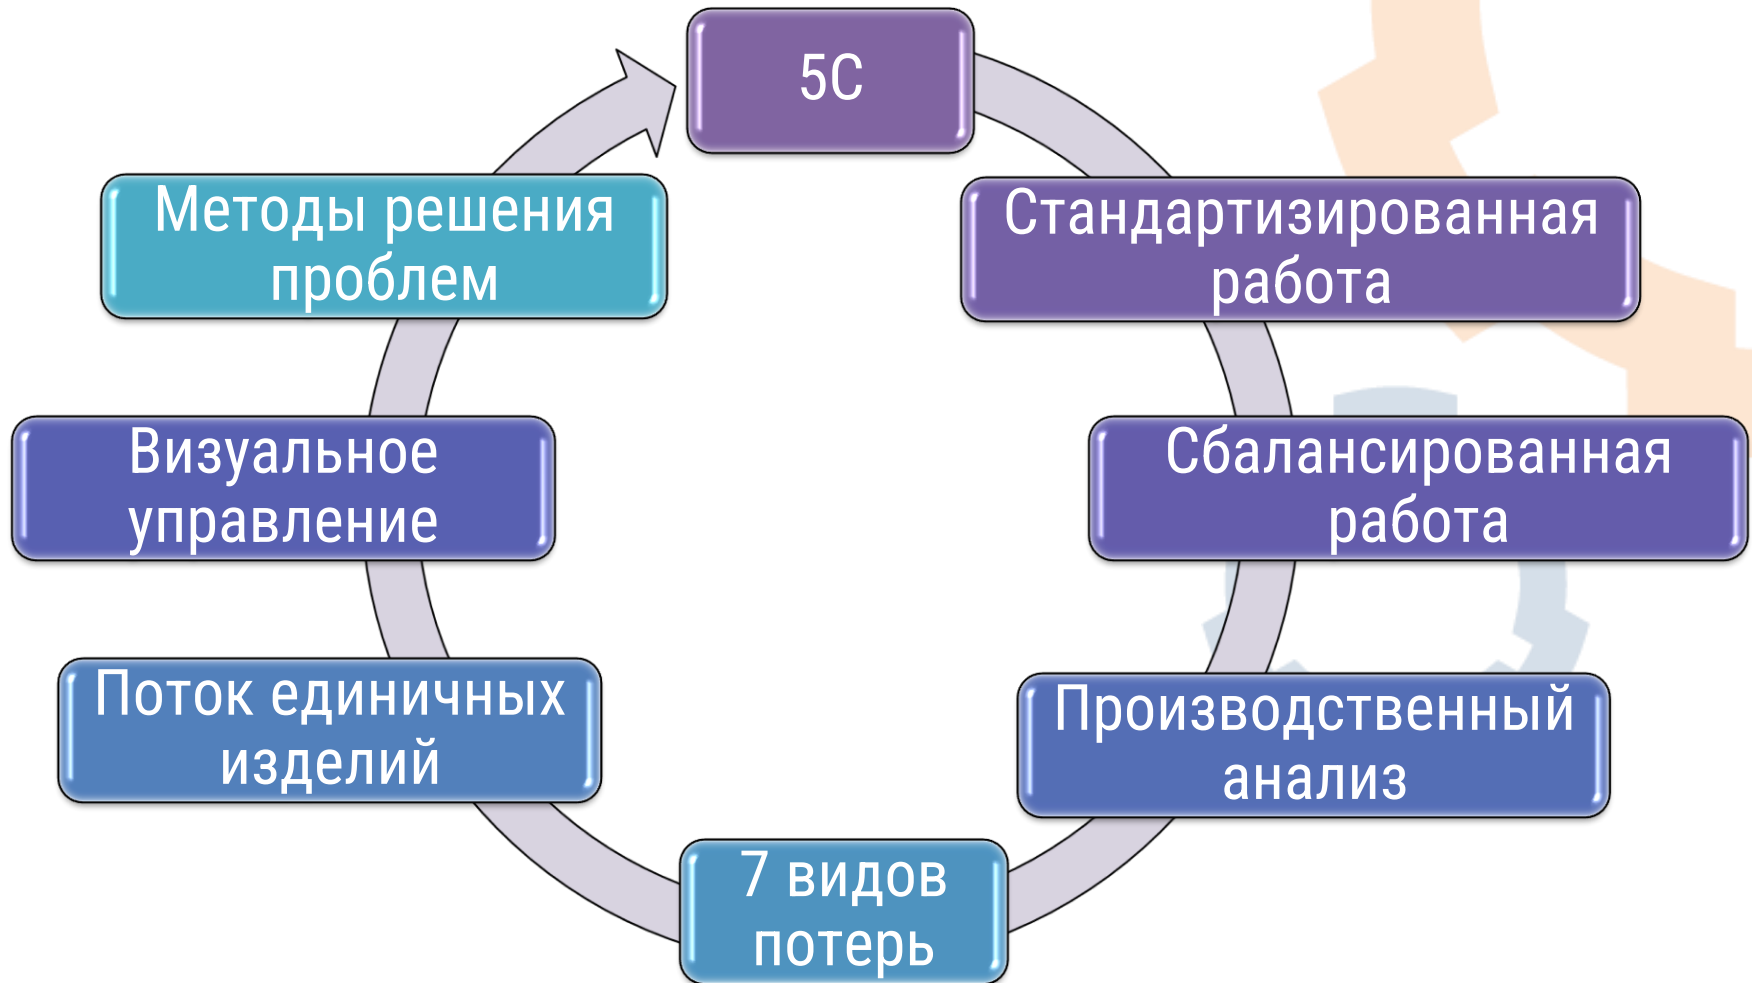 5С
Стандартизированная
работа
Сбалансированная
работа
Производственный
анализ
7 видов
потерь
Поток единичных
изделий
Визуальное
управление
Методы решения
проблем